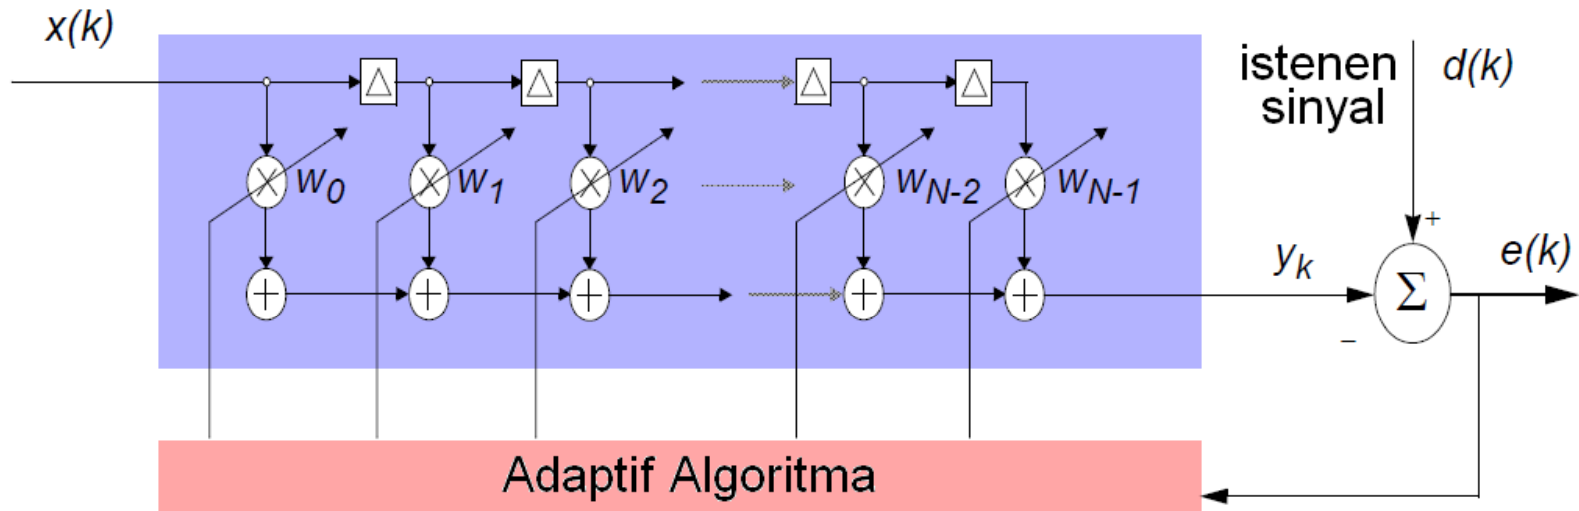 x(k)
istenen
sinyal
d(k)
Δ Δ Δ Δ
w0 w1 w2 wN-2 wN-1
+
yk
e(k)
Σ
−
Adaptif Algoritma